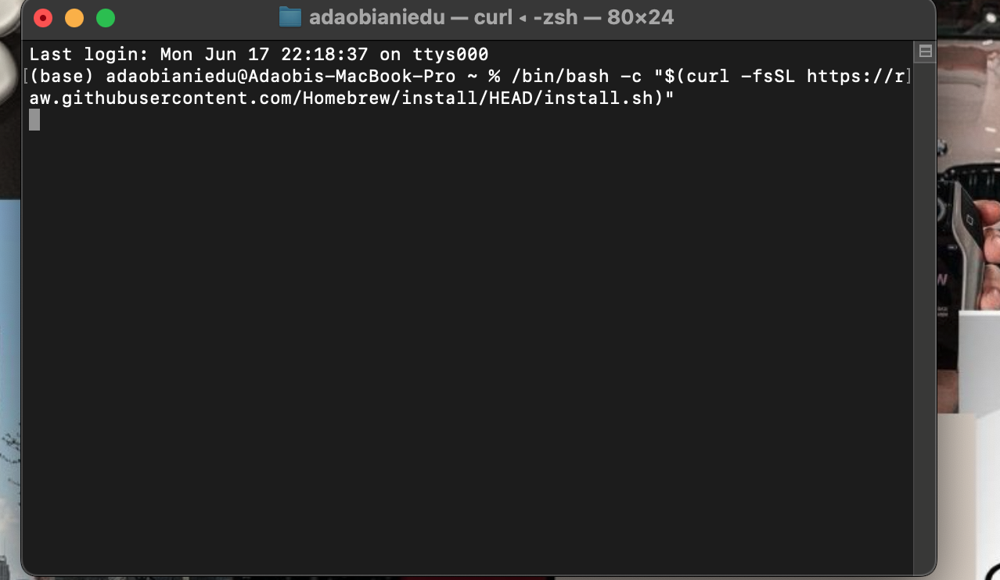 adaobianiedu — curl ◂ -zsh — 80×24
Last login: Mon Jun 17 22:18:37 on ttys000
[(base) adaobianiedu@Adaobis-MacBook-Pro ~ % /bin/bash -c "$(curl -fsSL https://r]
aw.githubusercontent.com/Homebrew/install/HEAD/install.sh)"